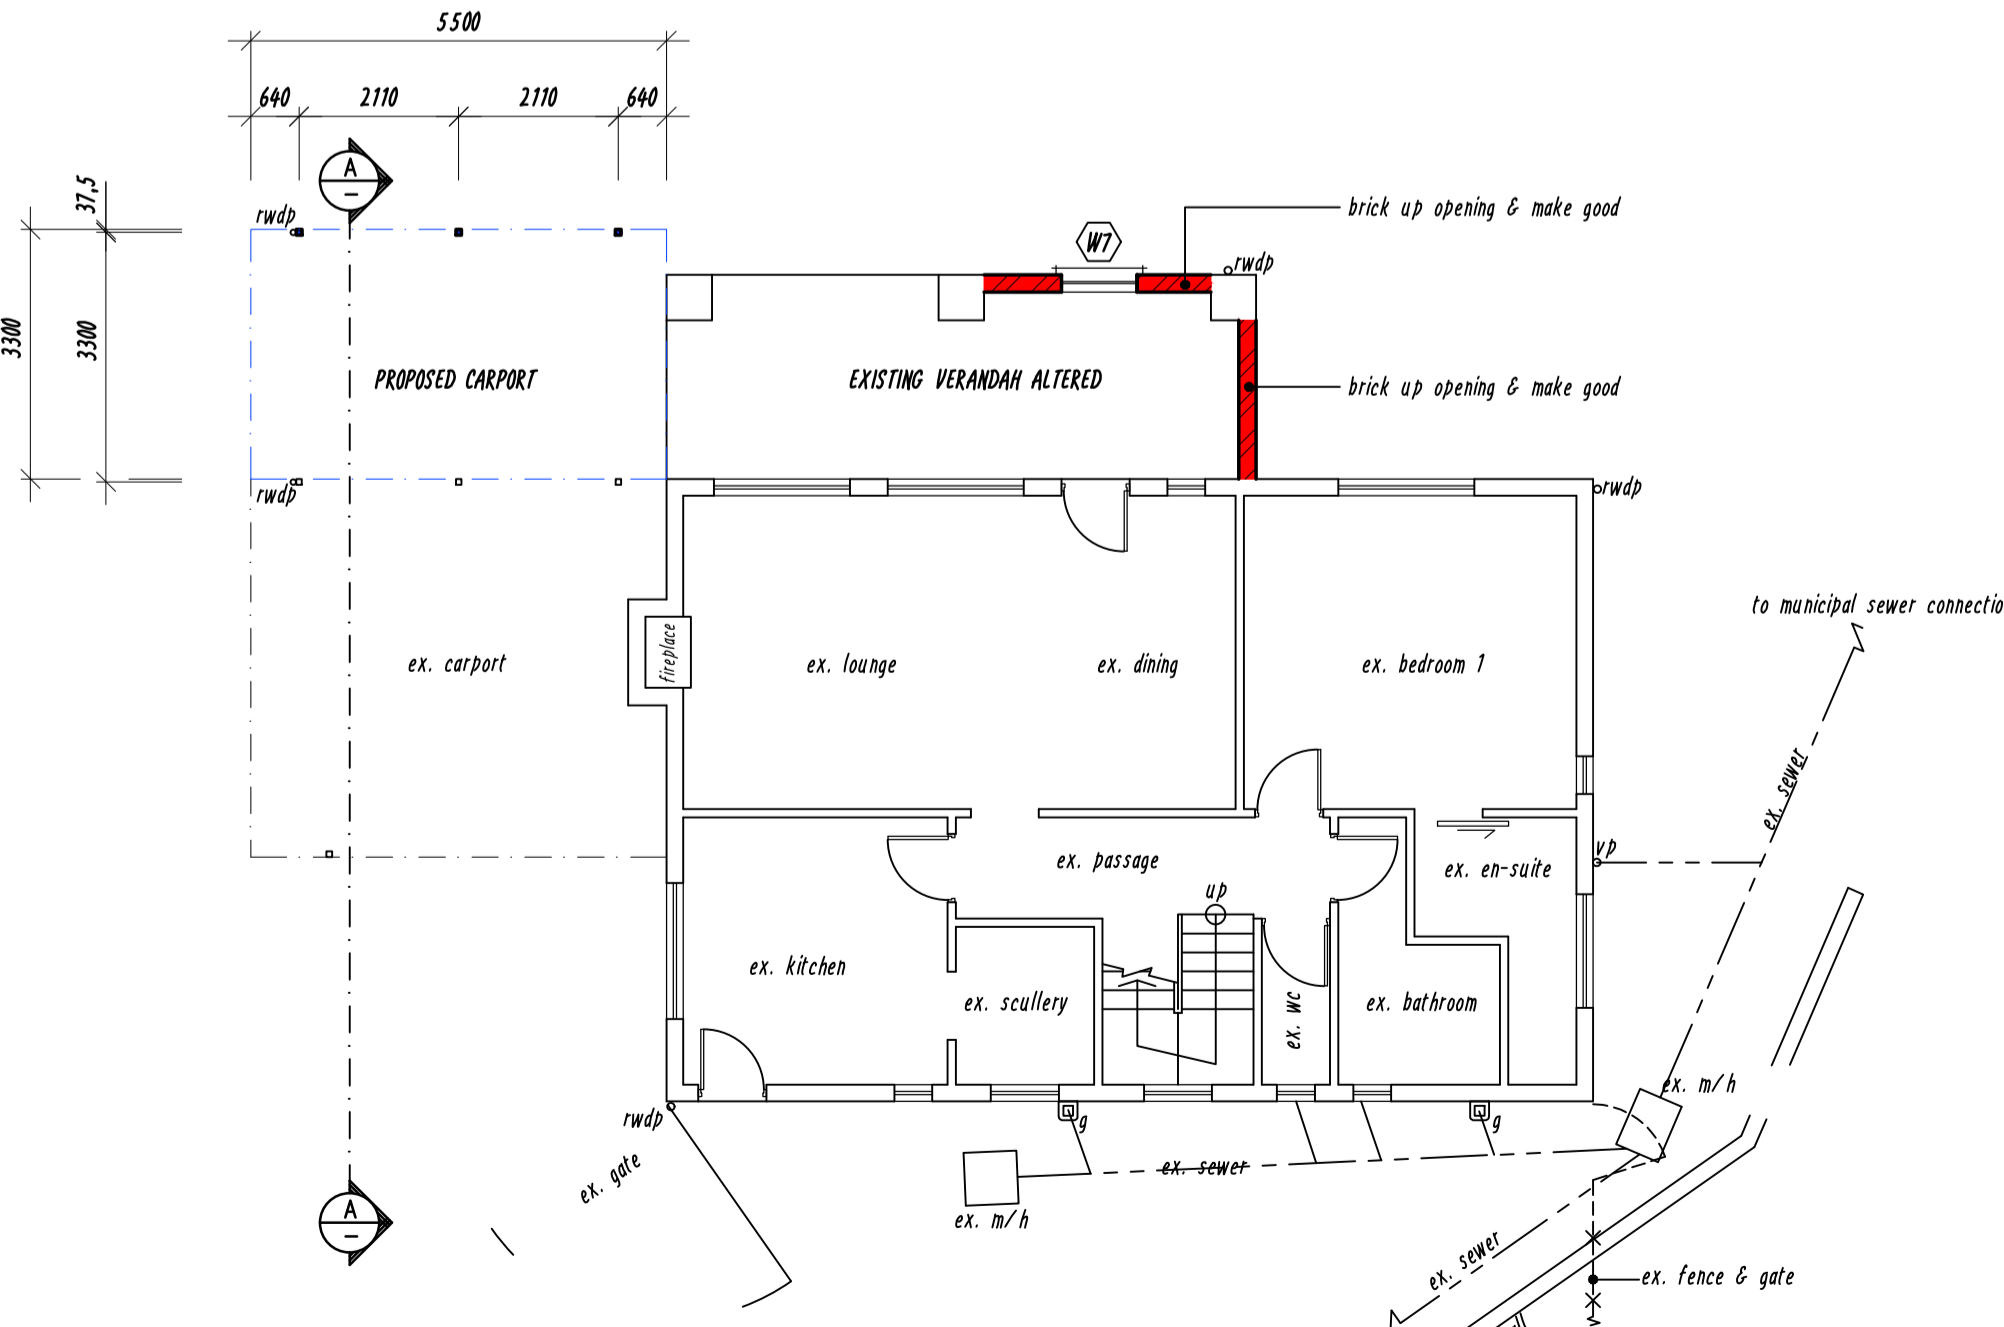 5500
640 2110 2110 640
A
–
37,5
rwdp
brick up opening & make good
W7
rwdp
3300
3300
PROPOSED CARPORT
EXISTING VERANDAH ALTERED
brick up opening & make good
rwdp
rwdp
to municipal sewer connectio
ex. carport
fireplace
ex. lounge
ex. dining
ex. bedroom 1
ex. sewer
vp
ex. passage
ex. en-suite
up
ex. kitchen
ex. scullery
ex. wc
ex. bathroom
ex. m/h
rwdp
g
g
ex. gate
ex. sewer
A
–
ex. m/h
ex. sewer
ex. fence & gate